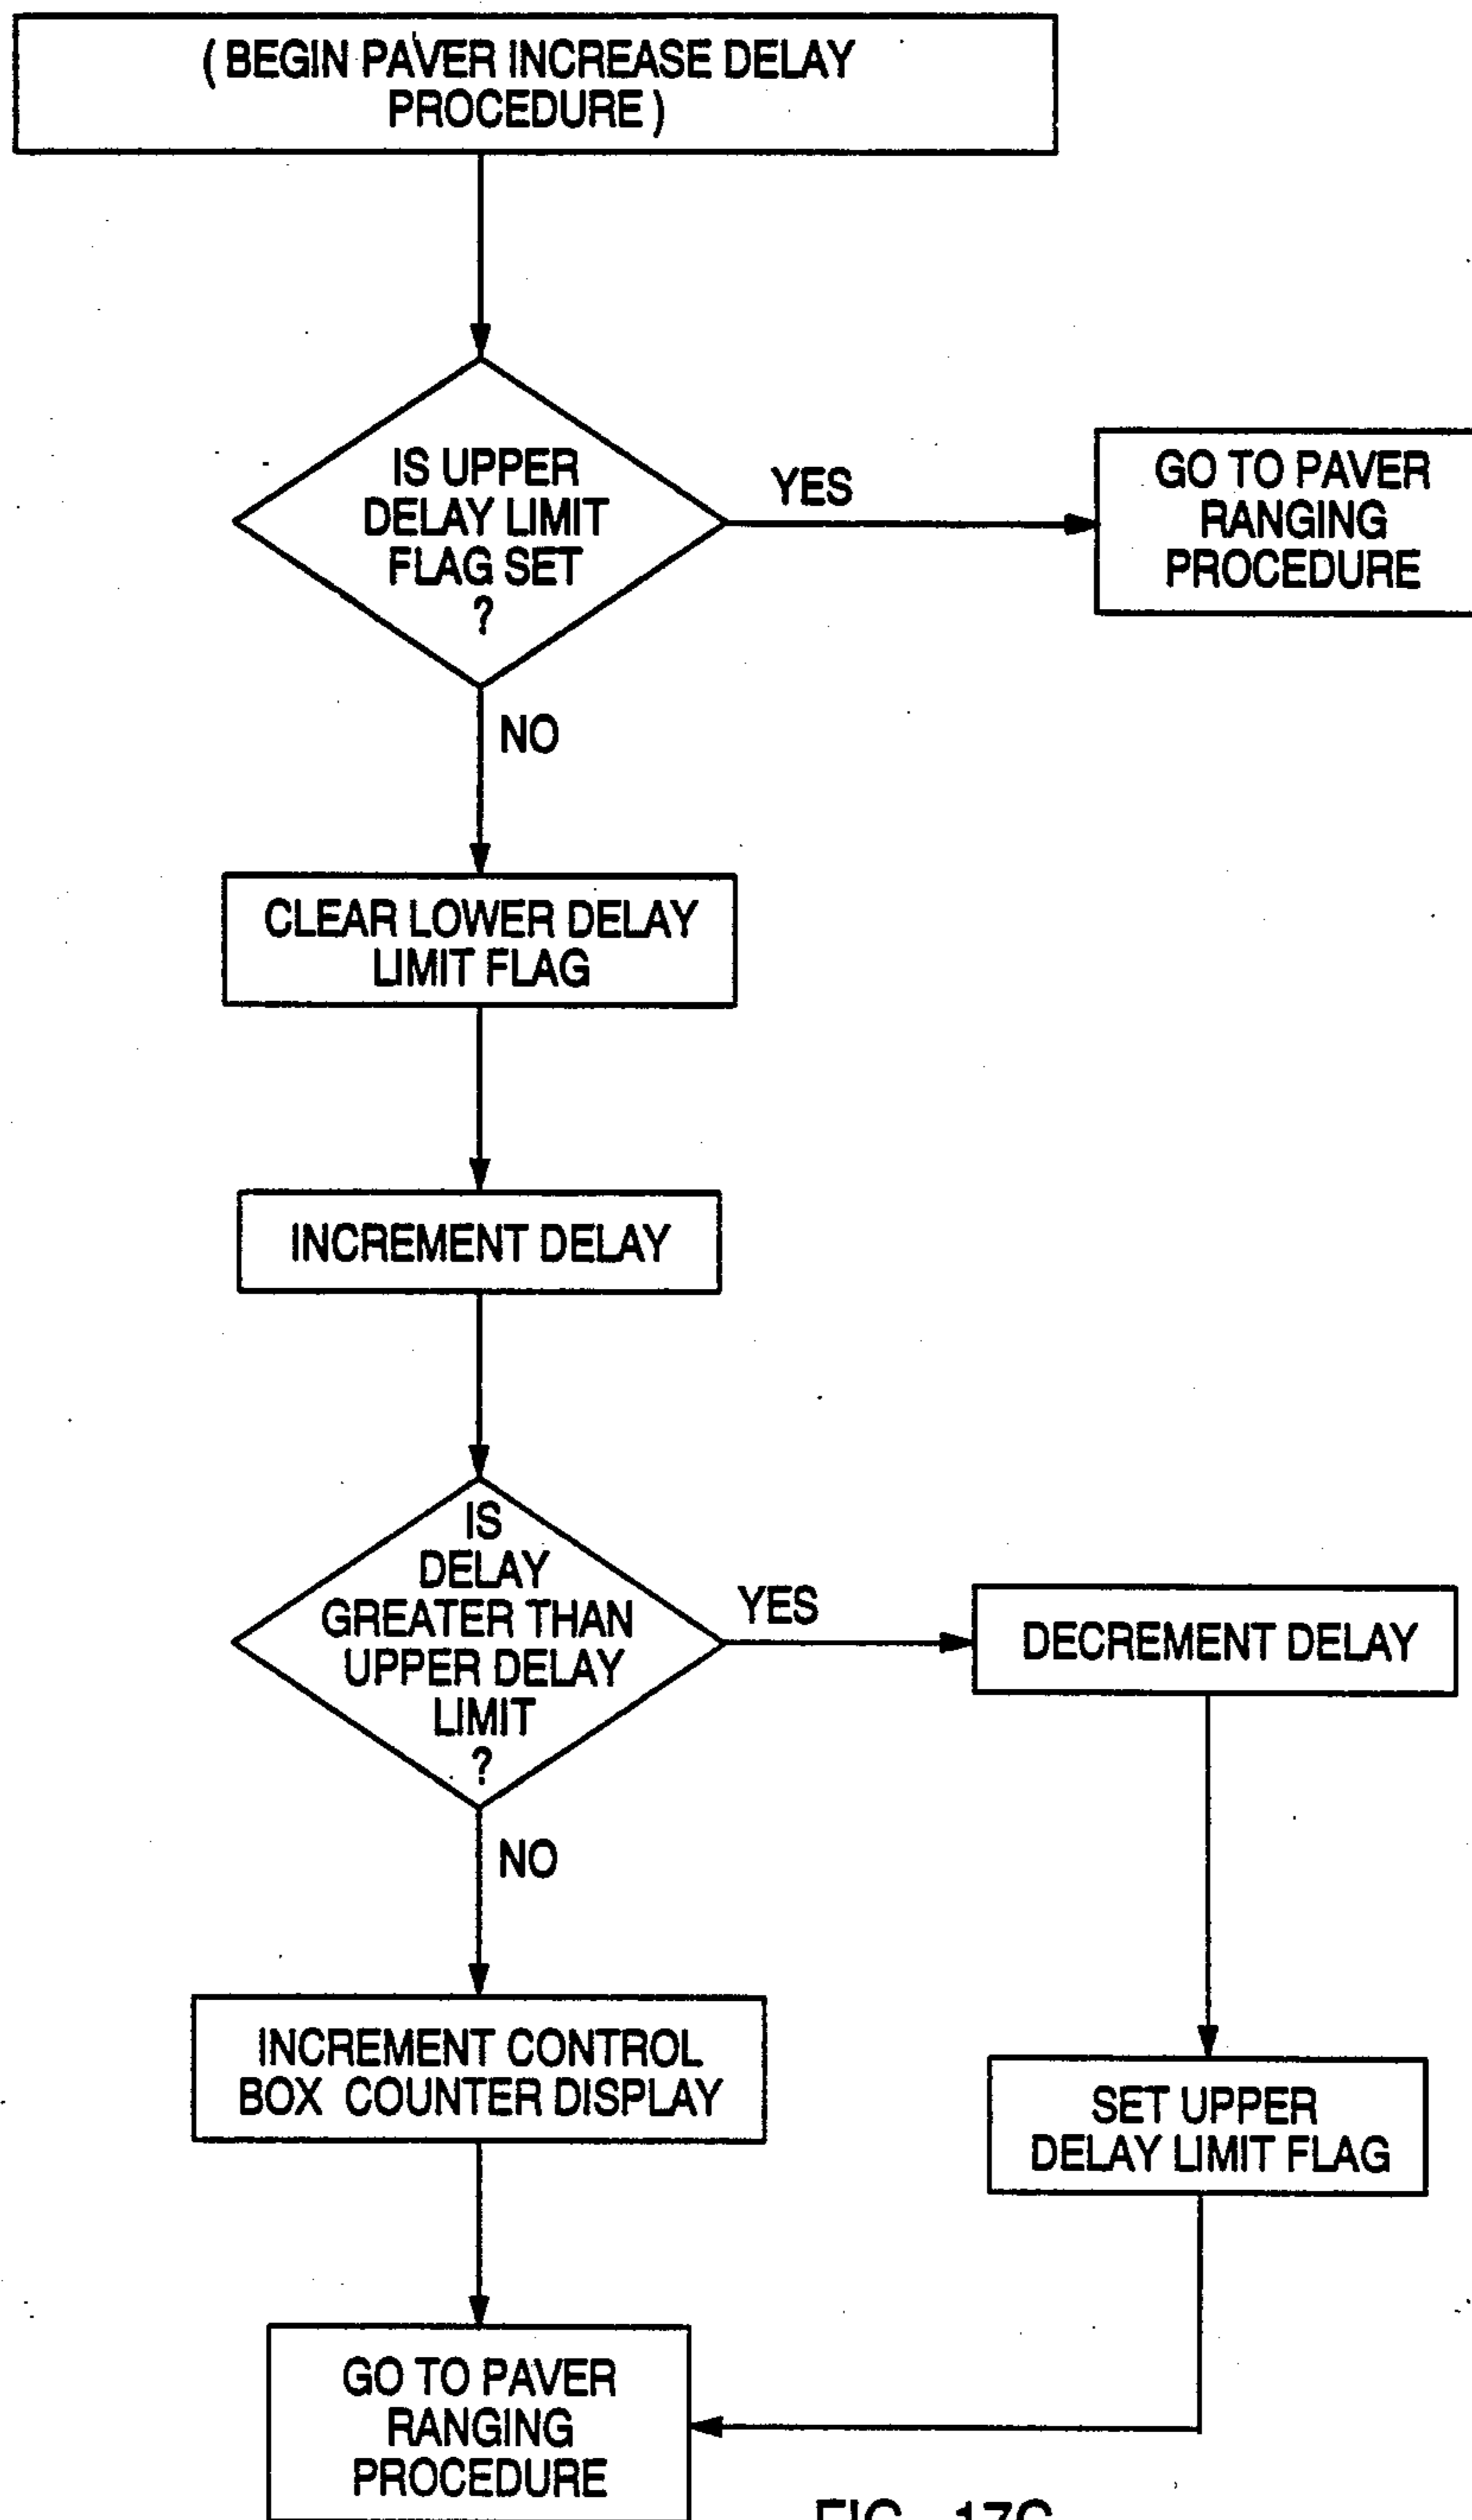 ( BEGIN PAVER INCREASE DELAY
PROCEDURE )
IS UPPER
DELAY LIMIT
FLAG SET
?
YES
GO TO PAVER
RANGING
PROCEDURE
NO
CLEAR LOWER DELAY
LIMIT FLAG
INCREMENT DELAY
IS
DELAY
GREATER THAN
UPPER DELAY
LIMIT
?
YES
DECREMENT DELAY
NO
INCREMENT CONTROL
BOX COUNTER DISPLAY
SET UPPER
DELAY LIMIT FLAG
GO TO PAVER
RANGING
PROCEDURE